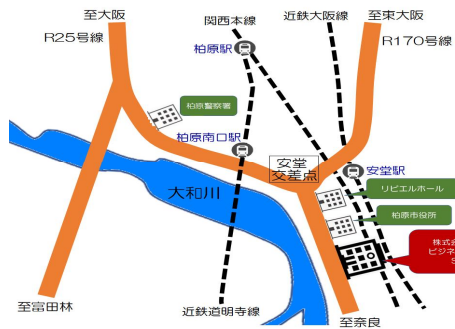 至大阪
関西本線
近鉄大阪線
至東大阪
R25号線
R170号線
柏原駅
柏原警察署
柏原南口駅
安堂
交差点
安堂駅
リビエルホール
大和川
柏原市役所
株式会
ビジネ
S
至富田林
近鉄道明寺線
至奈良